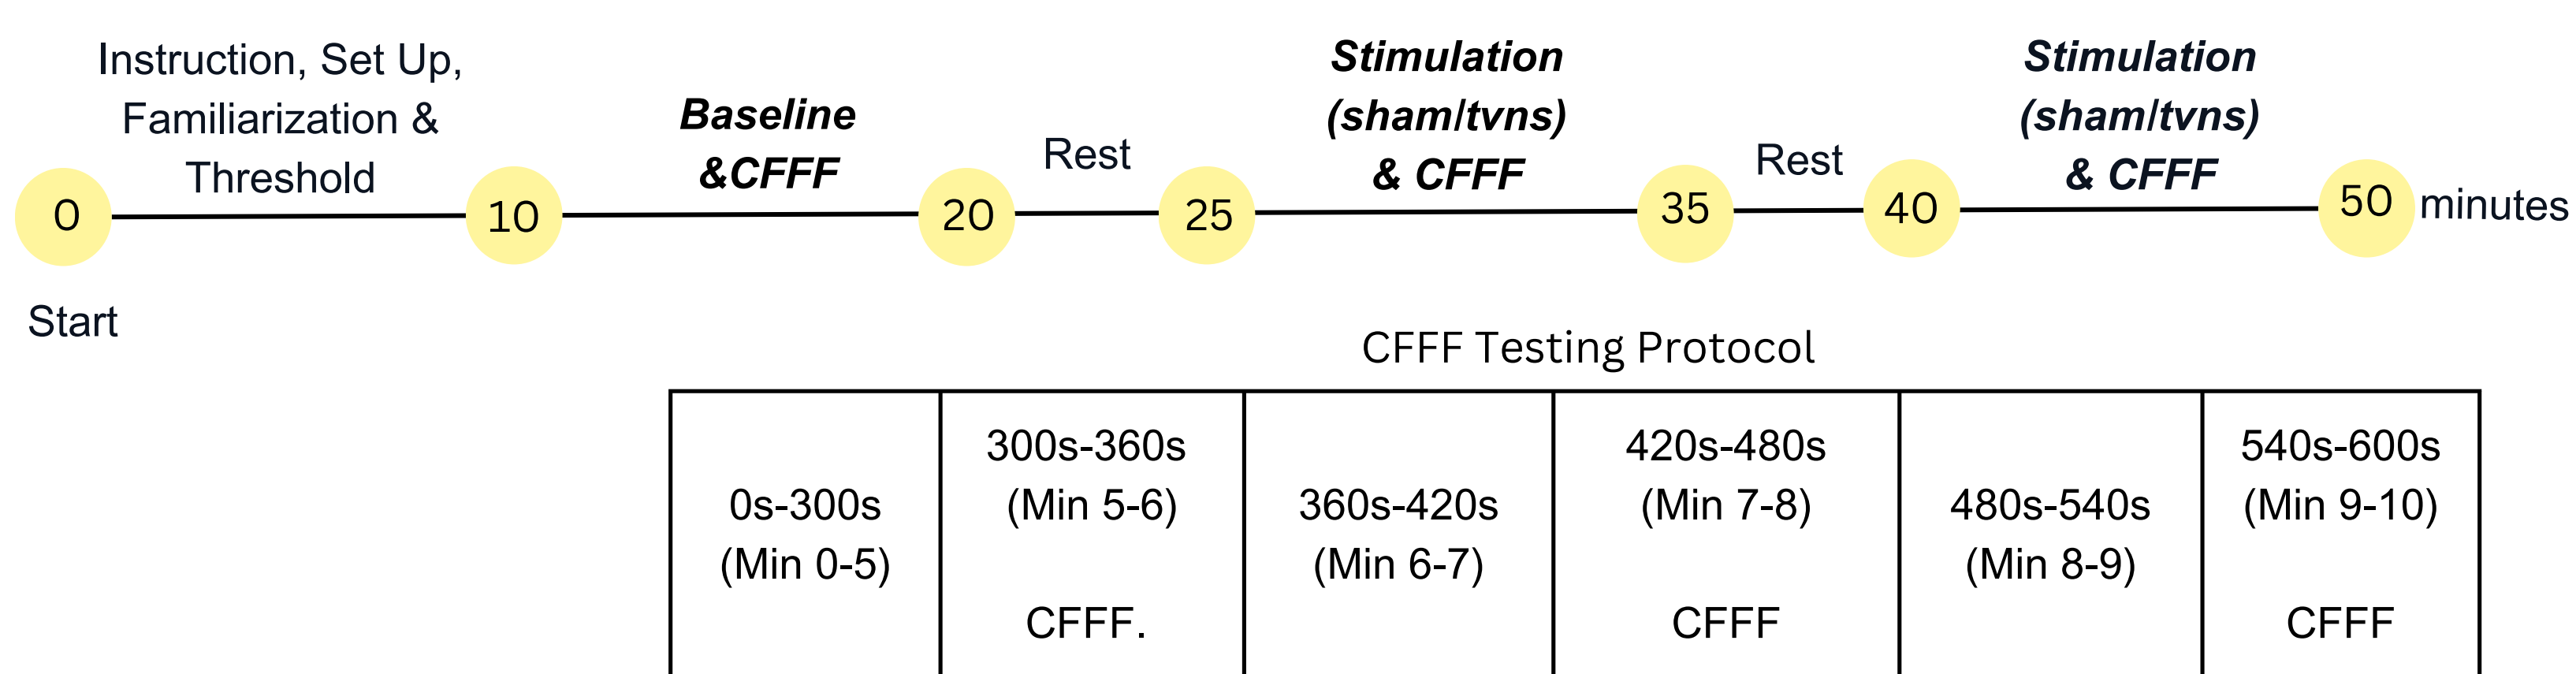 Instruction, Set Up,
Familiarization &
Threshold
Baseline
&CFFF
Rest
Stimulation
(sham/tvns)
& CFFF
Rest
Stimulation
(sham/tvns)
& CFFF
0
10
20
25
35
40
50
minutes
Start
CFFF Testing Protocol
0s-300s
(Min 0-5)
300s-360s
(Min 5-6)
CFFF.
360s-420s
(Min 6-7)
420s-480s
(Min 7-8)
CFFF
480s-540s
(Min 8-9)
540s-600s
(Min 9-10)
CFFF